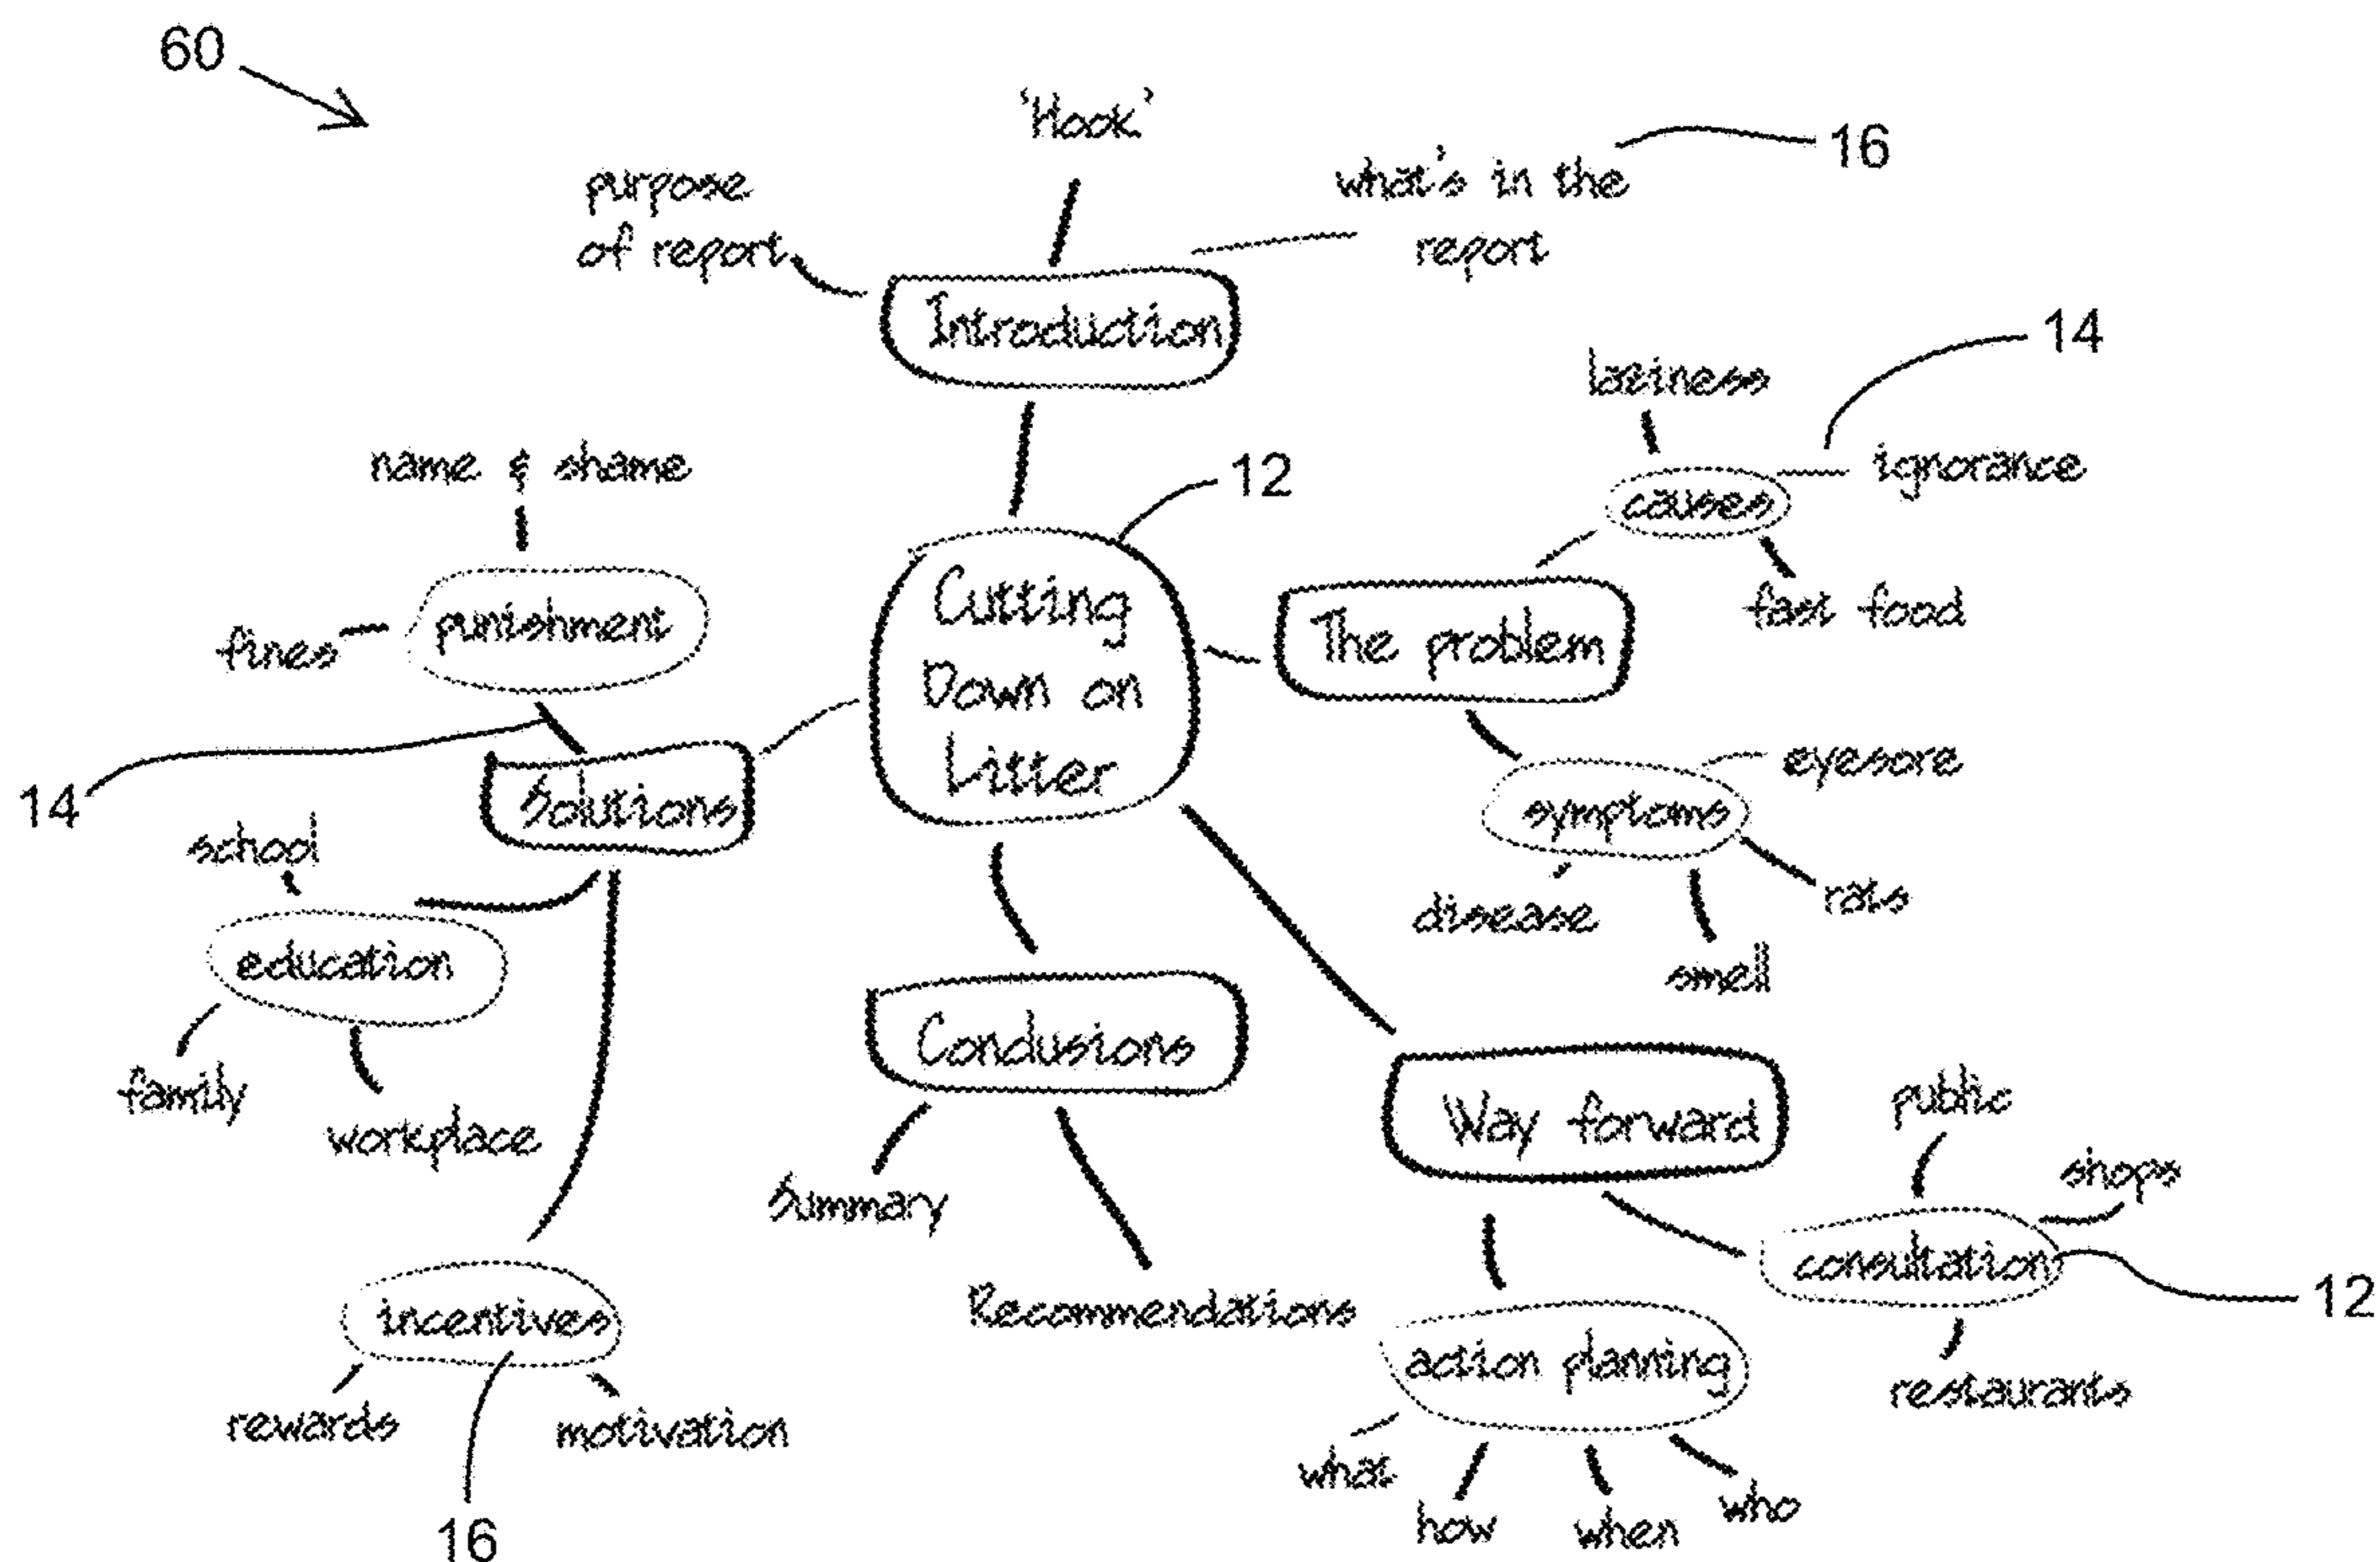 60
'Hook'
16
purpose
of report
what's in the
report
Introduction
14
laziness
name & shame
12
ignorance
causes
Cutting
Down on
Litter
punishment
fines
The problem
fast food
14
Solutions
eyesore
symptoms
school
rats
disease
smell
education
Conclusions
family
workplace
Way forward
public
shops
Summary
consultation
12
Recommendations
incentives
action planning
restaurants
rewards
motivation
what
how
when
who
16